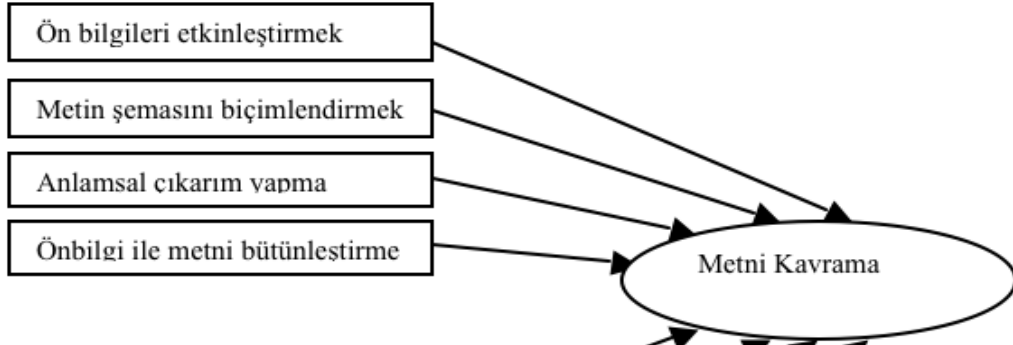 Ön bilgileri etkinleştirmek
Metin şemasını biçimlendirmek
Anlamsal çıkarım yapma
Önbilgi ile metni bütünleştirme
Metni Kavrama